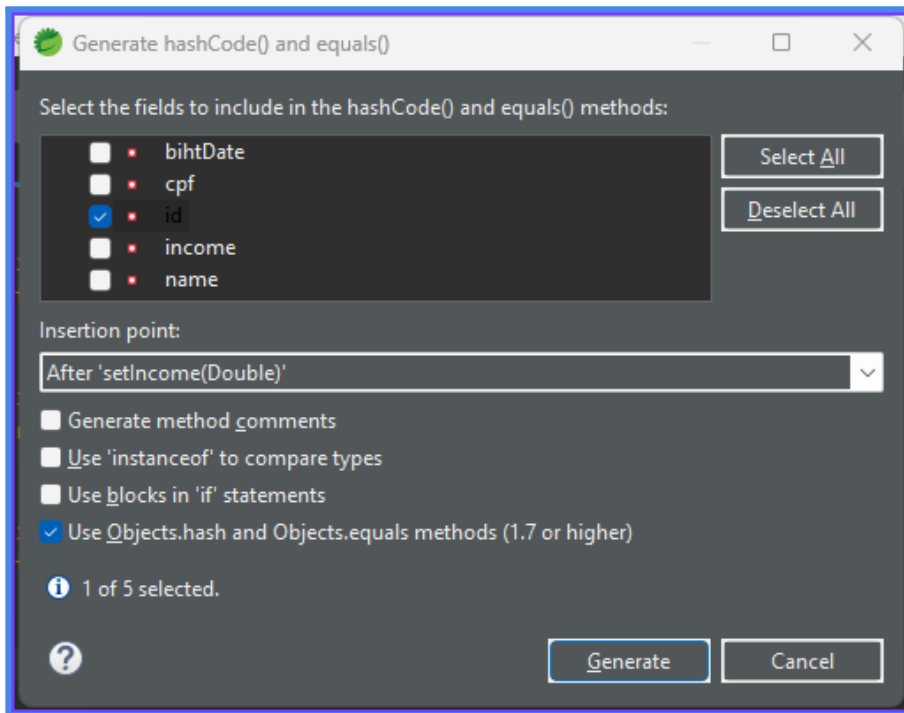 Generate hashCode() and equals()
Select the fields to include in the hashCode() and equals() methods:
bihtDate
cpf
id
income
name
Select All
Deselect All
Insertion point:
After 'setIncome(Double)'
Generate method comments
Use 'instanceof' to compare types
Use blocks in 'if' statements
Use Objects.hash and Objects.equals methods (1.7 or higher)
1 of 5 selected.
Generate
Cancel